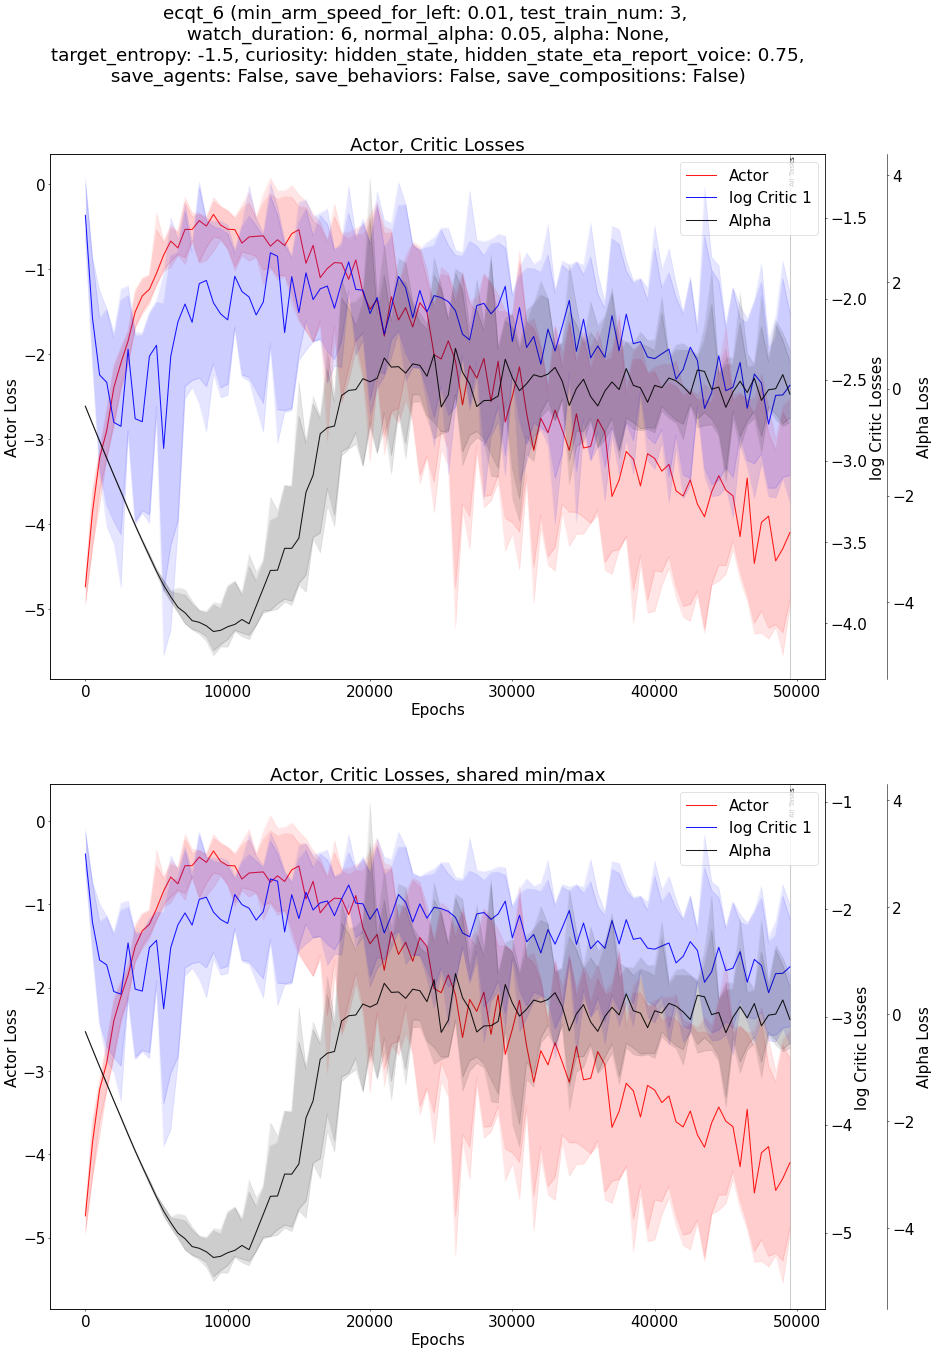 ecqt_6 (min_arm_speed_for_left: 0.01, test_train_num: 3,
watch_duration: 6, normal_alpha: 0.05, alpha: None,
target_entropy: -1.5, curiosity: hidden_state, hidden_state_eta_report_voice: 0.75,
save_agents: False, save_behaviors: False, save_compositions: False)
Actor, Critic Losses
Actor
log Critic 1
Alpha
All Tasks
0
−1
−2
−3
−4
−5
Actor Loss
−1.5
−2.0
−2.5
−3.0
−3.5
−4.0
log Critic Losses
4
2
0
−2
−4
Alpha Loss
0 10000 20000 30000 40000 50000
Epochs
Actor, Critic Losses, shared min/max
Actor
log Critic 1
Alpha
All Tasks
0
−1
−2
−3
−4
−5
Actor Loss
−1
−2
−3
−4
−5
log Critic Losses
4
2
0
−2
−4
Alpha Loss
0 10000 20000 30000 40000 50000
Epochs